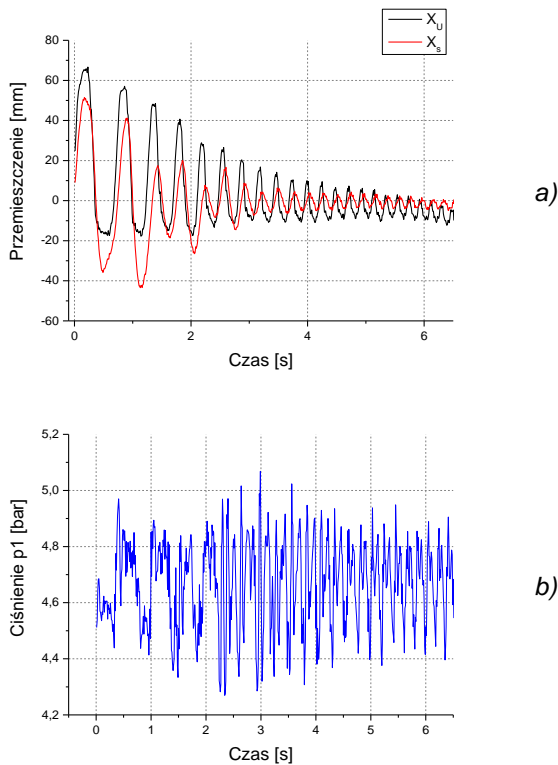 X_U
X_s
80
60
40
20
0
-20
-40
-60
Przemieszczenie [mm]
0 2 4 6
Czas [s]
a)
5,2
5,0
4,8
4,6
4,4
4,2
Ciśnienie p1 [bar]
0 1 2 3 4 5 6
Czas [s]
b)